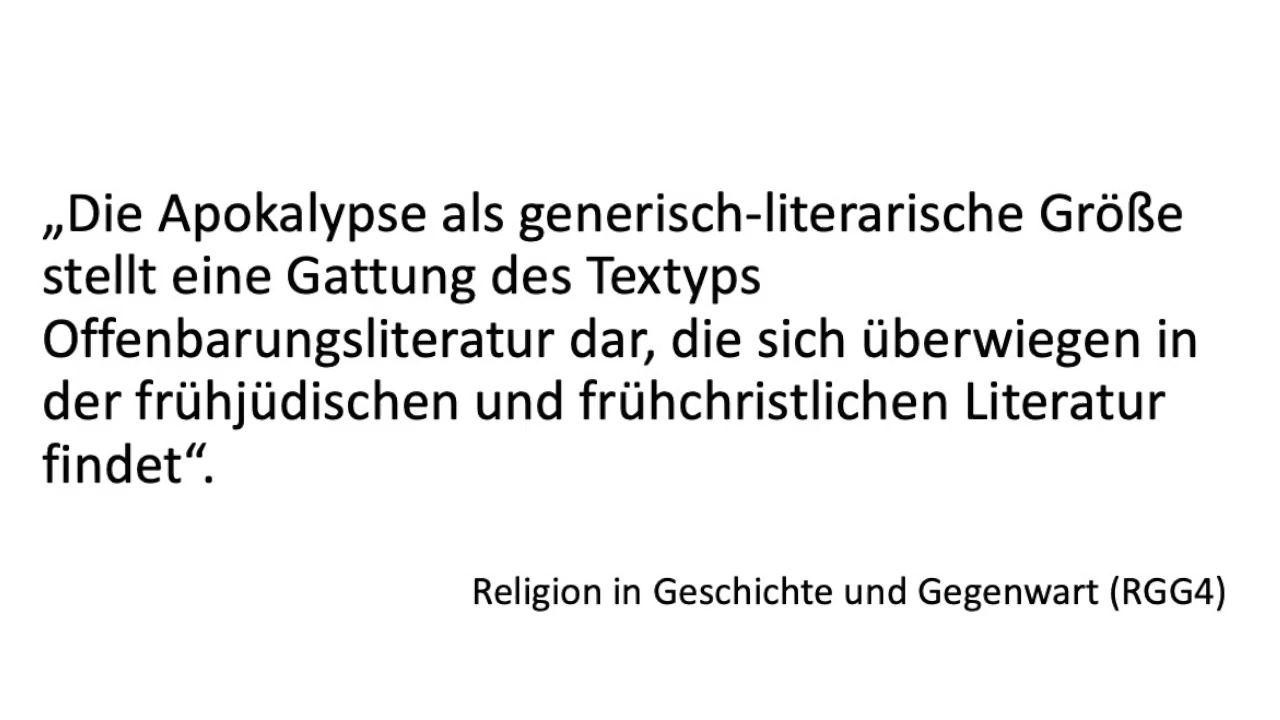 „Die Apokalypse als generisch-literarische Größe
stellt eine Gattung des Textyps
Offenbarungsliteratur dar, die sich überwiegen in
der frühjüdischen und frühchristlichen Literatur
findet“.
Religion in Geschichte und Gegenwart (RGG4)